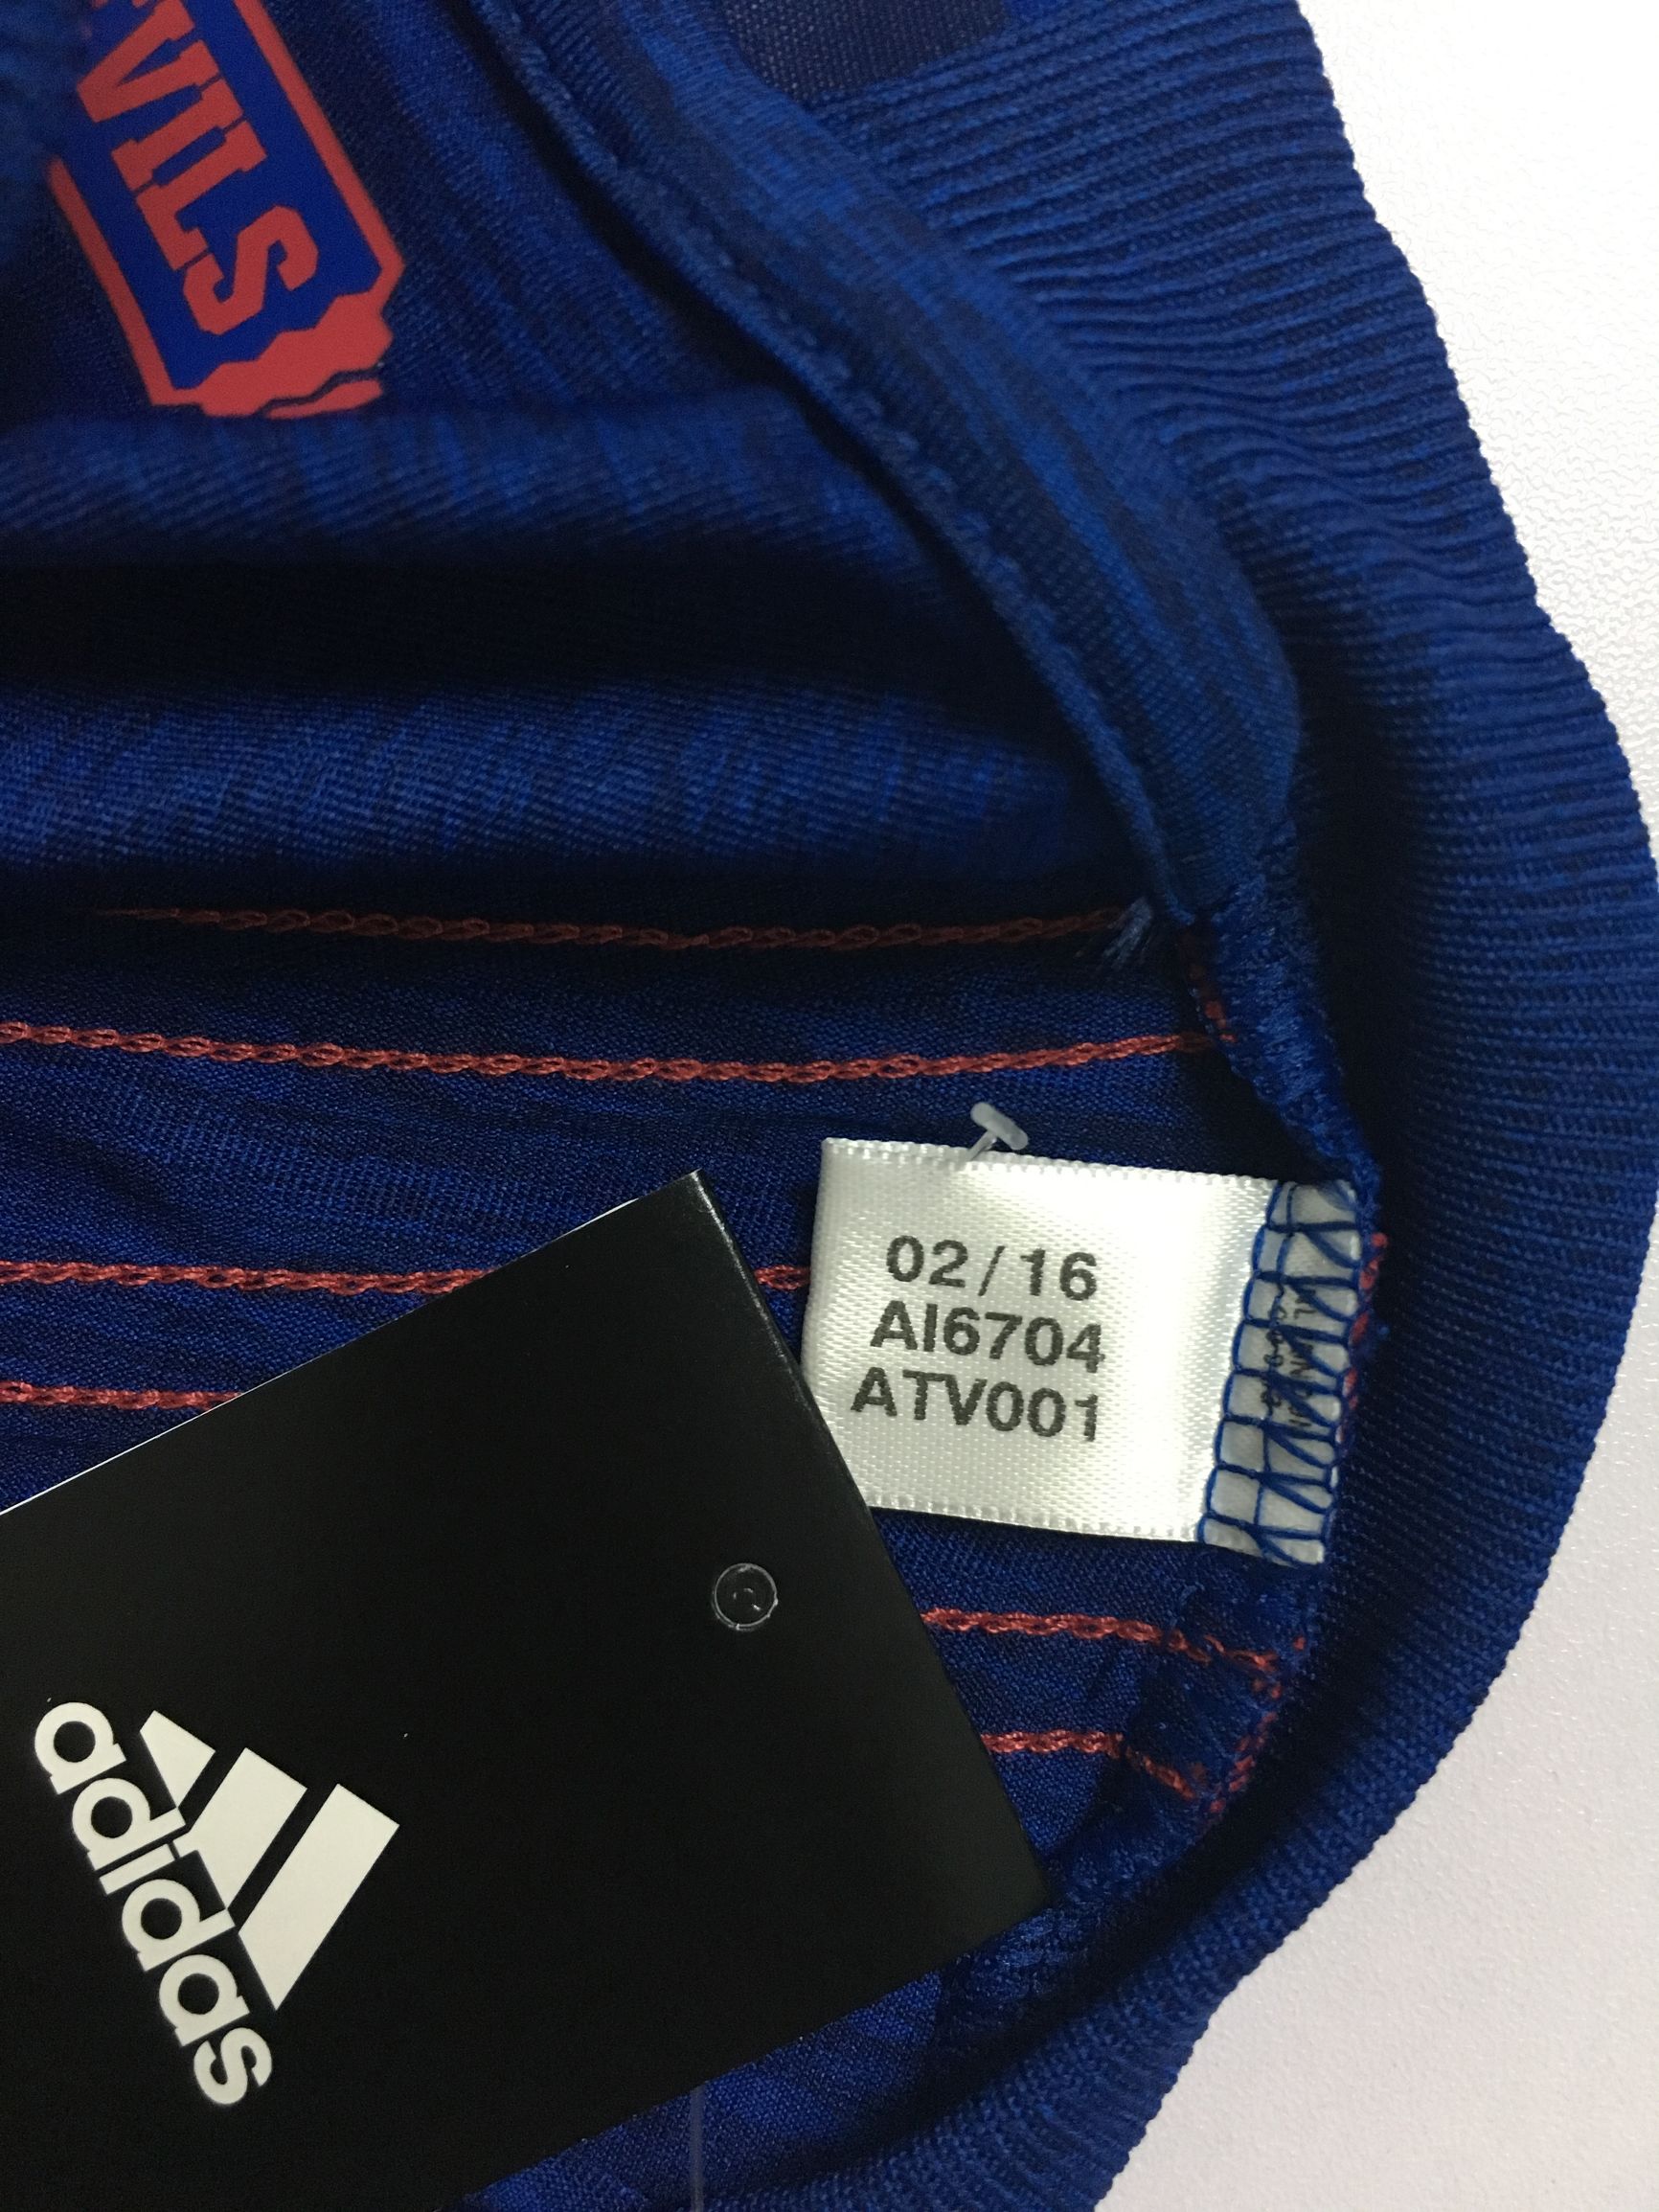 VILS
02/16
AI6704
ATV001
adidas